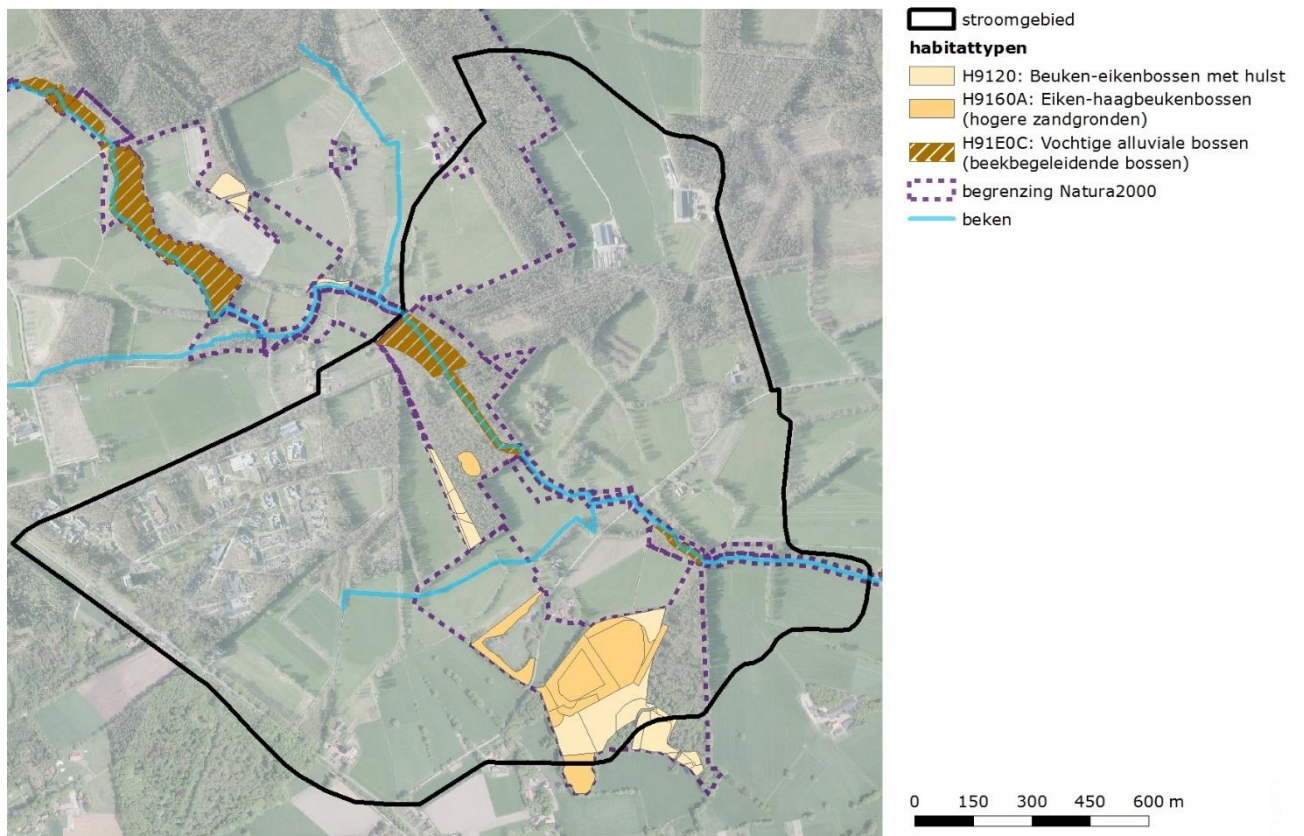 stroomgebied
habitattypen
H9120: Beuken-eikenbossen met hulst
H9160A: Eiken-haagbeukenbossen
(hogere zandgronden)
H91E0C: Vochtige alluviale bossen
(beekbegeleidende bossen)
begrenzing Natura2000
beken
0 150 300 450 600 m